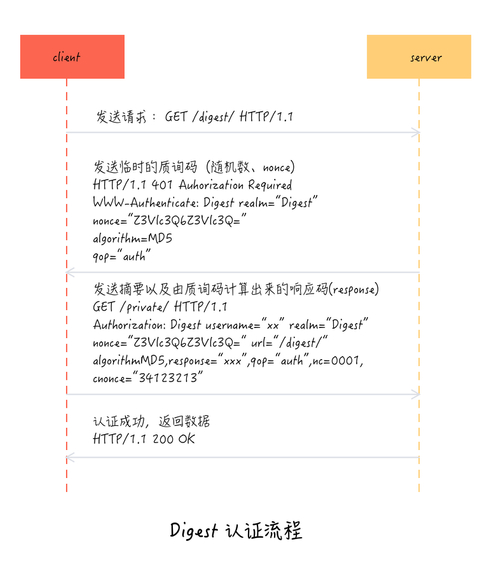 client
server
发送请求： GET /digest/ HTTP/1.1
发送临时的质询码（随机数、nonce)
HTTP/1.1 401 Auhorization Required
WWW-Authenticate: Digest realm="Digest"
nonce="Z3Vlc3Q6Z3Vlc3Q="
algorithm=MD5
qop="auth"
发送摘要以及由质询码计算出来的响应码(response)
GET /private/ HTTP/1.1
Authorization: Digest username="xx" realm="Digest"
nonce="Z3Vlc3Q6Z3Vlc3Q=" url="/digest/"
algorithmMD5,response="xxx",qop="auth",nc=0001,
cnonce="34123213"
认证成功，返回数据
HTTP/1.1 200 OK
Digest 认证流程